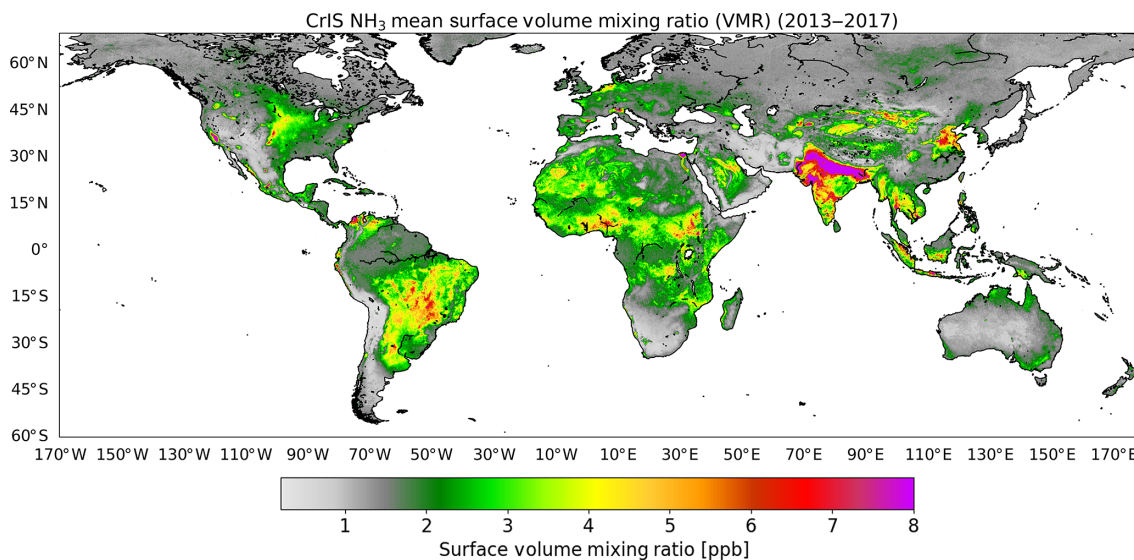 CrIS NH₃ mean surface volume mixing ratio (VMR) (2013–2017)
60°N
45°N
30°N
15°N
0°
15°S
30°S
45°S
60°S
170°W 150°W 130°W 110°W 90°W 70°W 50°W 30°W 10°W 10°E 30°E 50°E 70°E 90°E 110°E 130°E 150°E 170°E
1 2 3 4 5 6 7 8
Surface volume mixing ratio [ppb]